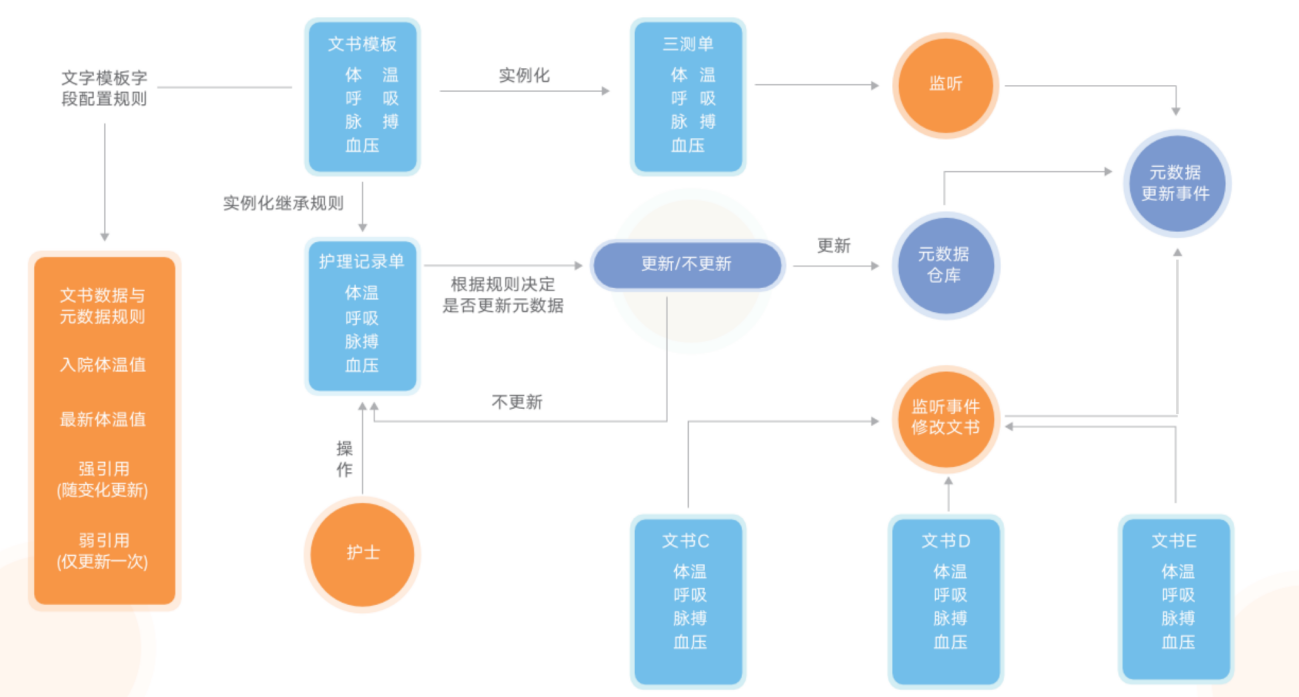 文字模板字
段配置规则
文书模板
体 温
呼 吸
脉 搏
血压
实例化
三测单
体 温
呼 吸
脉 搏
血压
监听
元数据
更新事件
实例化继承规则
护理记录单
体温
呼吸
脉搏
血压
根据规则决定
是否更新元数据
更新/不更新
更新
元数据
仓库
文书数据与
元数据规则
入院体温值
最新体温值
强引用
(随变化更新)
弱引用
(仅更新一次)
不更新
操
作
护士
监听事件
修改文书
文书C
体温
呼吸
脉搏
血压
文书D
体温
呼吸
脉搏
血压
文书E
体温
呼吸
脉搏
血压